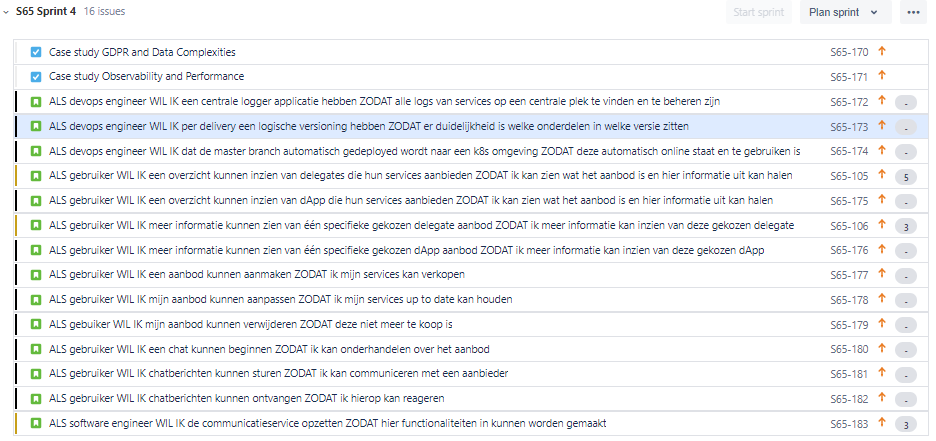 S65 Sprint 4 16 issues Start sprint Plan sprint
Case study GDPR and Data Complexities S65-170
Case study Observability and Performance S65-171
ALS devops engineer WIL IK een centrale logger applicatie hebben ZODAT alle logs van services op een centrale plek te vinden en te beheren zijn S65-172 -
ALS devops engineer WIL IK per delivery een logische versioning hebben ZODAT er duidelijkheid is welke onderdelen in welke versie zitten S65-173 -
ALS devops engineer WIL IK dat de master branch automatisch gedeployed wordt naar een k8s omgeving ZODAT deze automatisch online staat en te gebruiken is S65-174 -
ALS gebruiker WIL IK een overzicht kunnen inzien van delegates die hun services aanbieden ZODAT ik kan zien wat het aanbod is en hier informatie uit kan halen S65-105 5
ALS gebruiker WIL IK een overzicht kunnen inzien van dApp die hun services aanbieden ZODAT ik kan zien wat het aanbod is en hier informatie uit kan halen S65-175 -
ALS gebruiker WIL IK meer informatie kunnen zien van één specifieke gekozen delegate aanbod ZODAT ik meer informatie kan inzien van deze gekozen delegate S65-106 3
ALS gebruiker WIL IK meer informatie kunnen zien van één specifieke gekozen dApp aanbod ZODAT ik meer informatie kan inzien van deze gekozen dApp S65-176 -
ALS gebruiker WIL IK een aanbod kunnen aanmaken ZODAT ik mijn services kan verkopen S65-177 -
ALS gebruiker WIL IK mijn aanbod kunnen aanpassen ZODAT ik mijn services up to date kan houden S65-178 -
ALS gebuiker WIL IK mijn aanbod kunnen verwijderen ZODAT deze niet meer te koop is S65-179 -
ALS gebruiker WIL IK een chat kunnen beginnen ZODAT ik kan onderhandelen over het aanbod S65-180 -
ALS gebruiker WIL IK chatberichten kunnen sturen ZODAT ik kan communiceren met een aanbieder S65-181 -
ALS gebruiker WIL IK chatberichten kunnen ontvangen ZODAT ik hierop kan reageren S65-182 -
ALS software engineer WIL IK de communicatieservice opzetten ZODAT hier functionaliteiten in kunnen worden gemaakt S65-183 3